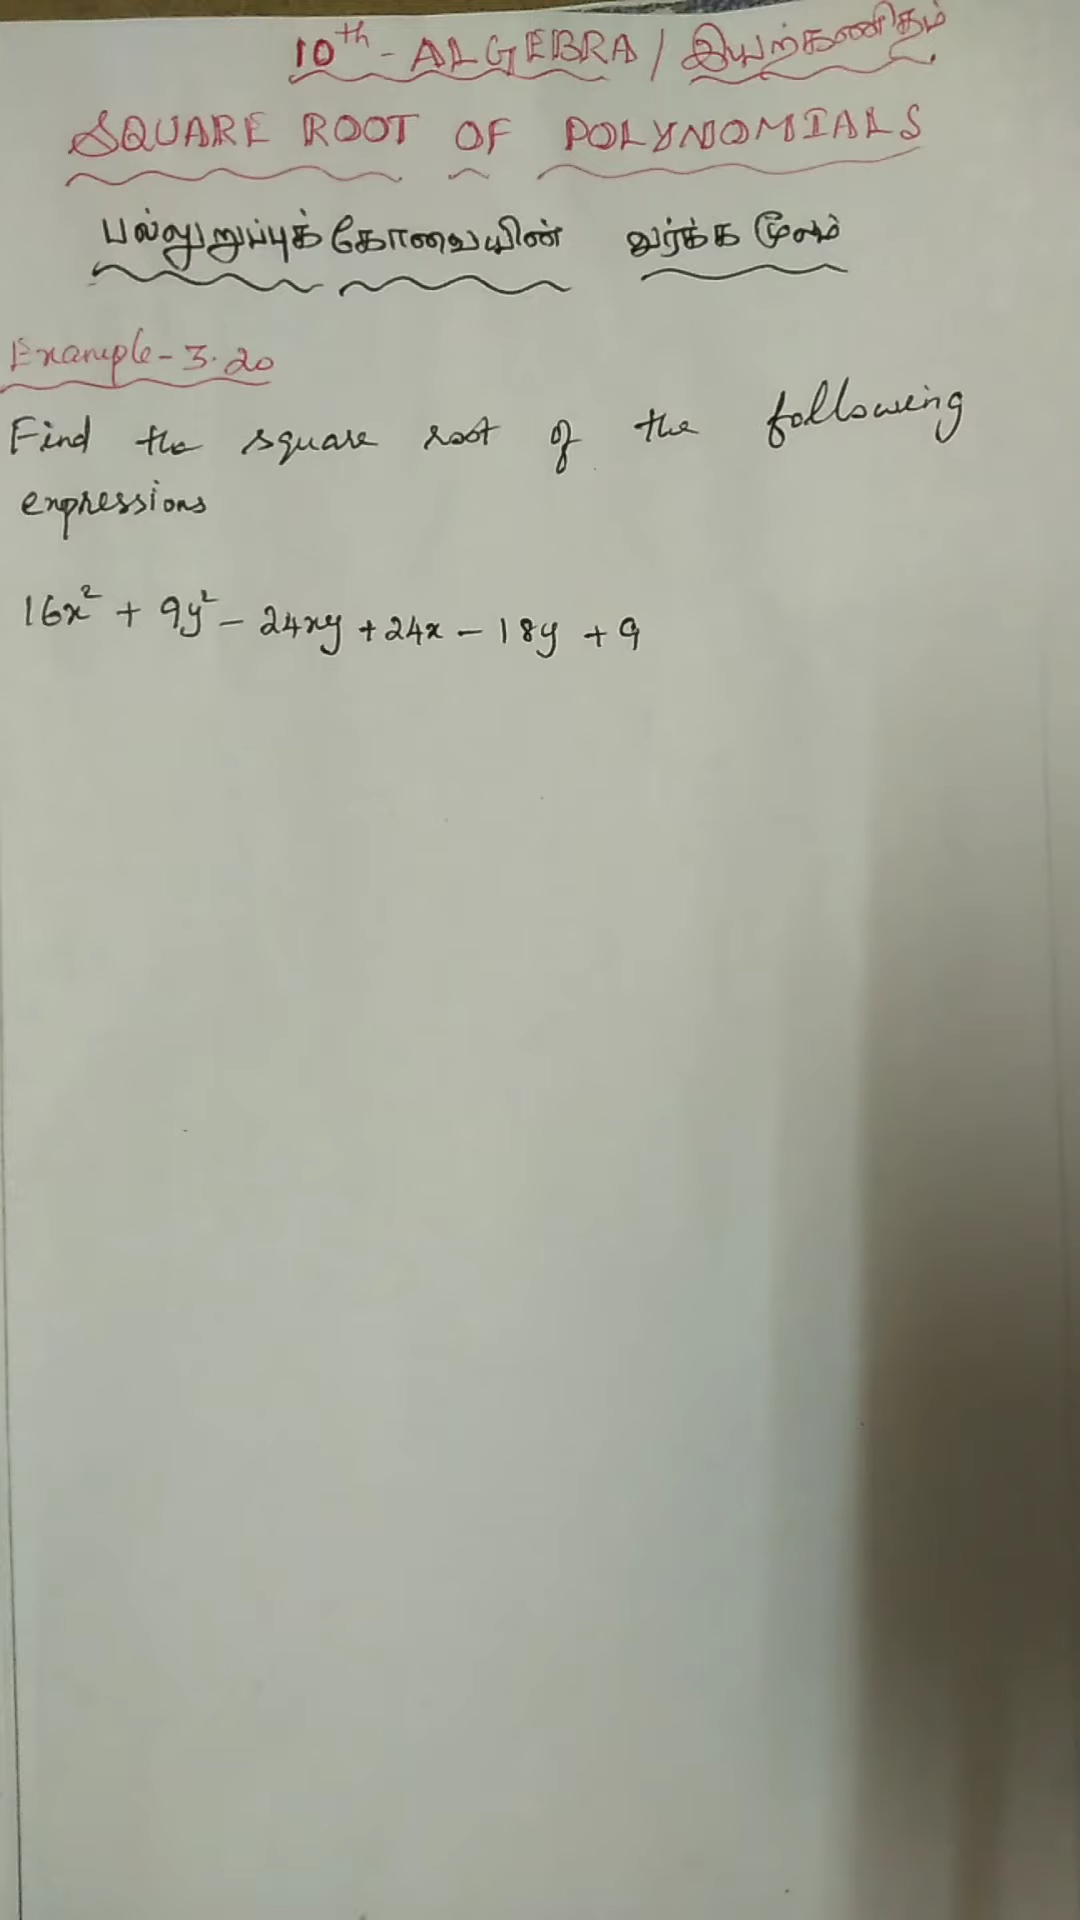 10th - ALGEBRA / இயற்கணிதம்
SQUARE ROOT OF POLYNOMIALS
பல்லுறுப்புக்கோவையின் வர்க்க மூலம்
Example - 3.20
Find the square root of the following
expressions
16x² + 9y² - 24xy + 24x - 18y + 9